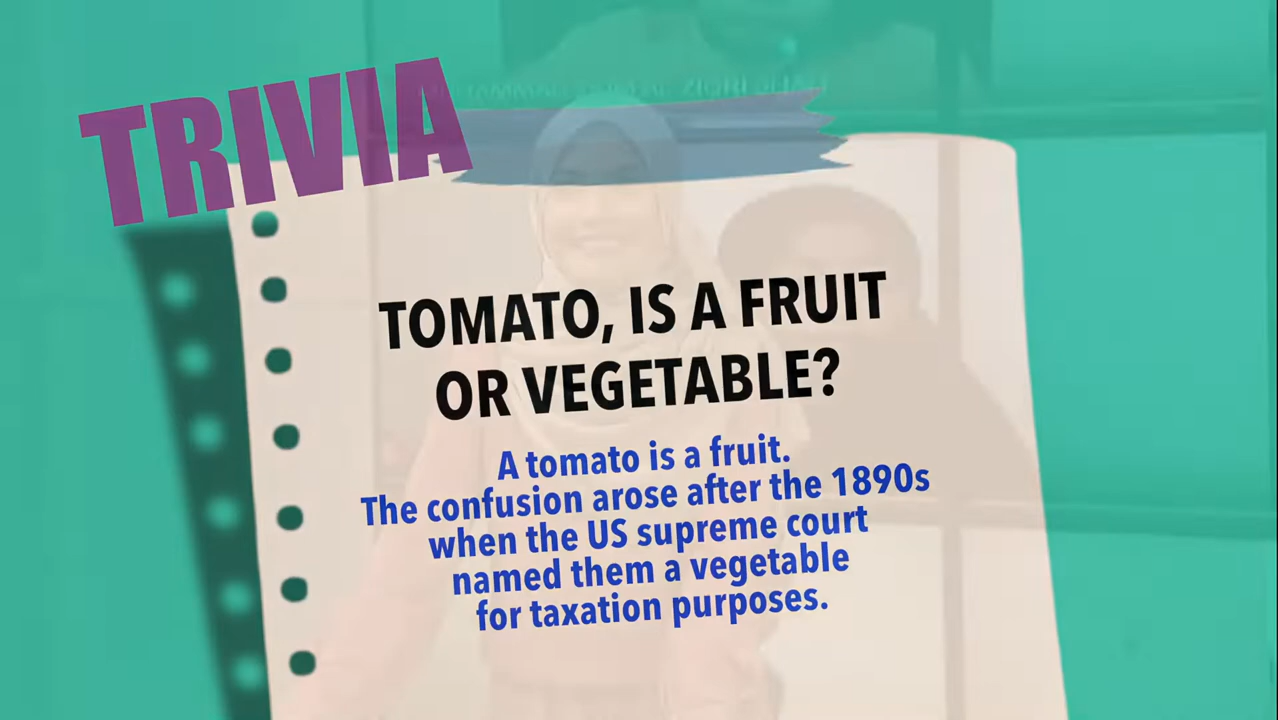 TRIVIA
TOMATO, IS A FRUIT
OR VEGETABLE?
A tomato is a fruit.
The confusion arose after the 1890s
when the US supreme court
named them a vegetable
for taxation purposes.